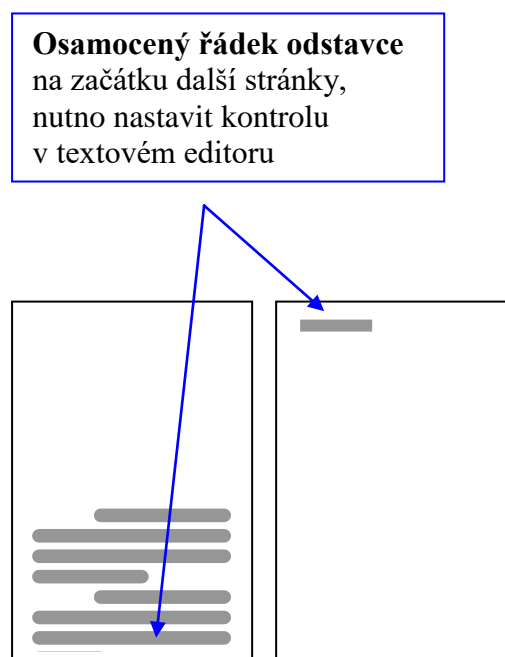 Osamocený řádek odstavce
na začátku další stránky,
nutno nastavit kontrolu
v textovém editoru